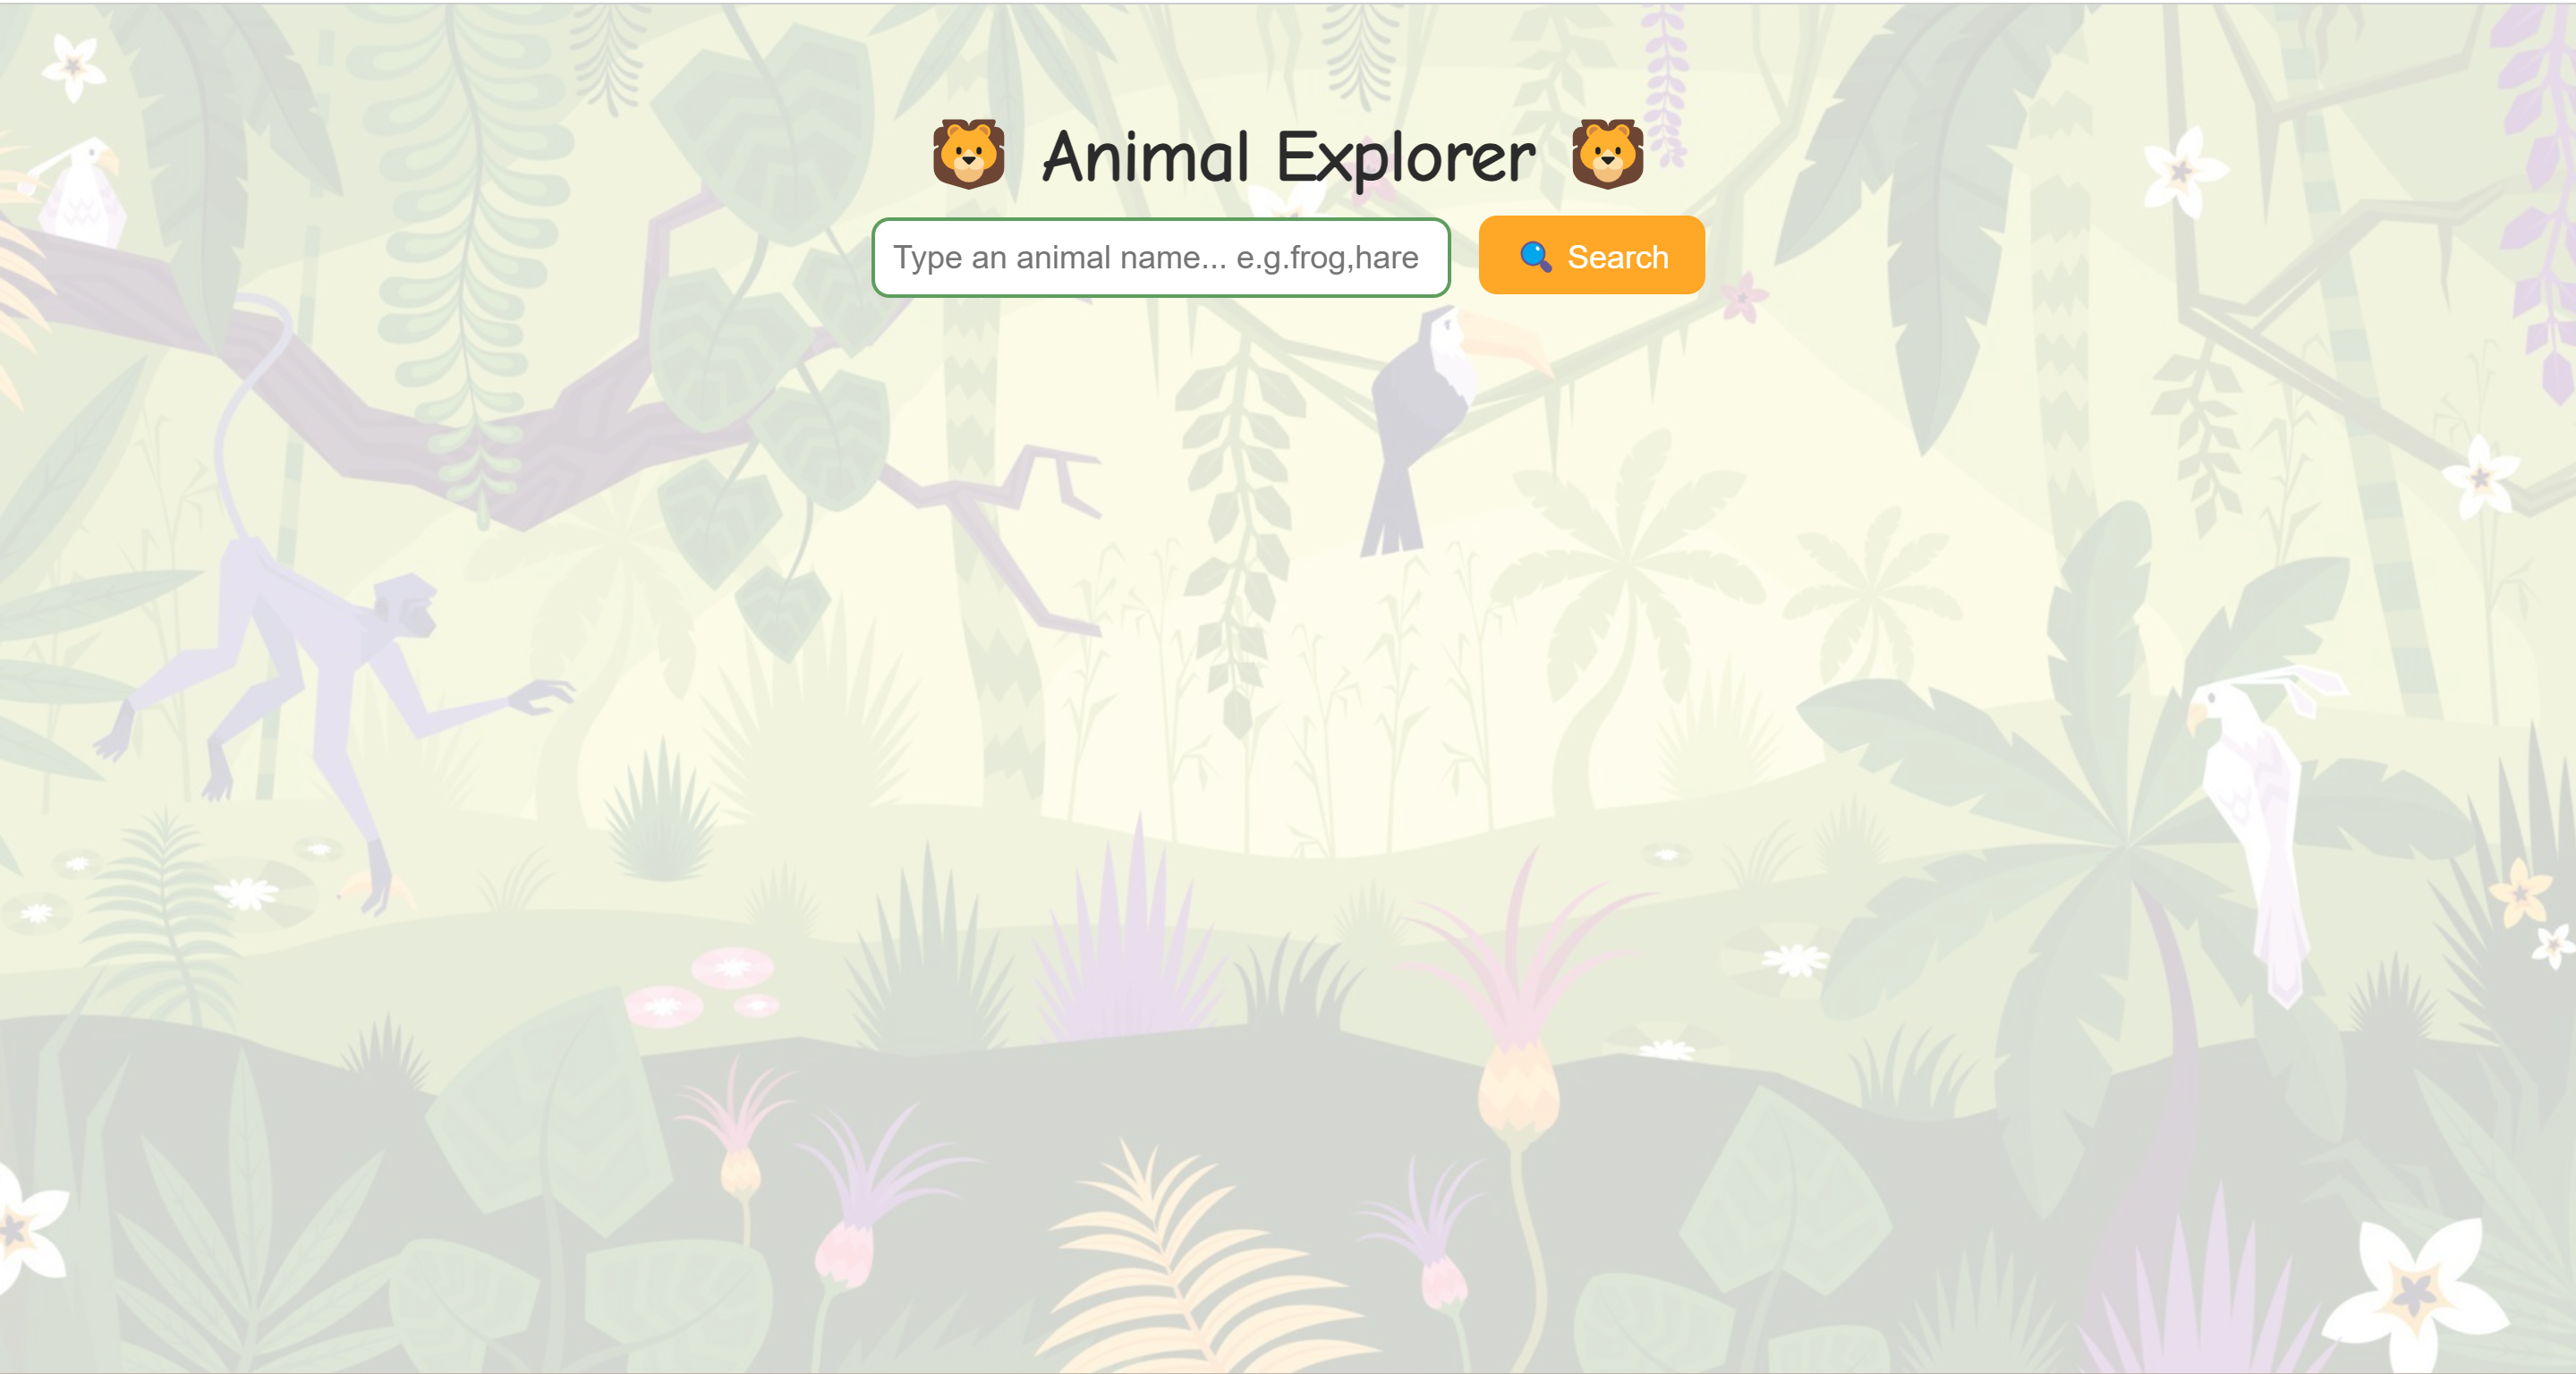 🦁 Animal Explorer 🦁
Type an animal name... e.g.frog,hare
🔍 Search